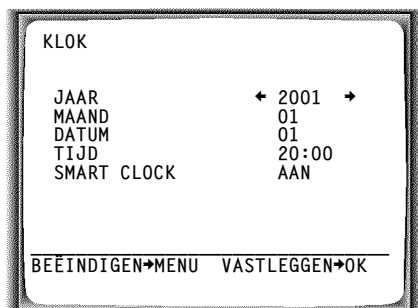 KLOK
JAAR ← 2001 →
MAAND 01
DATUM 01
TIJD 20:00
SMART CLOCK AAN
BEËINDIGEN→MENU VASTLEGGEN→OK